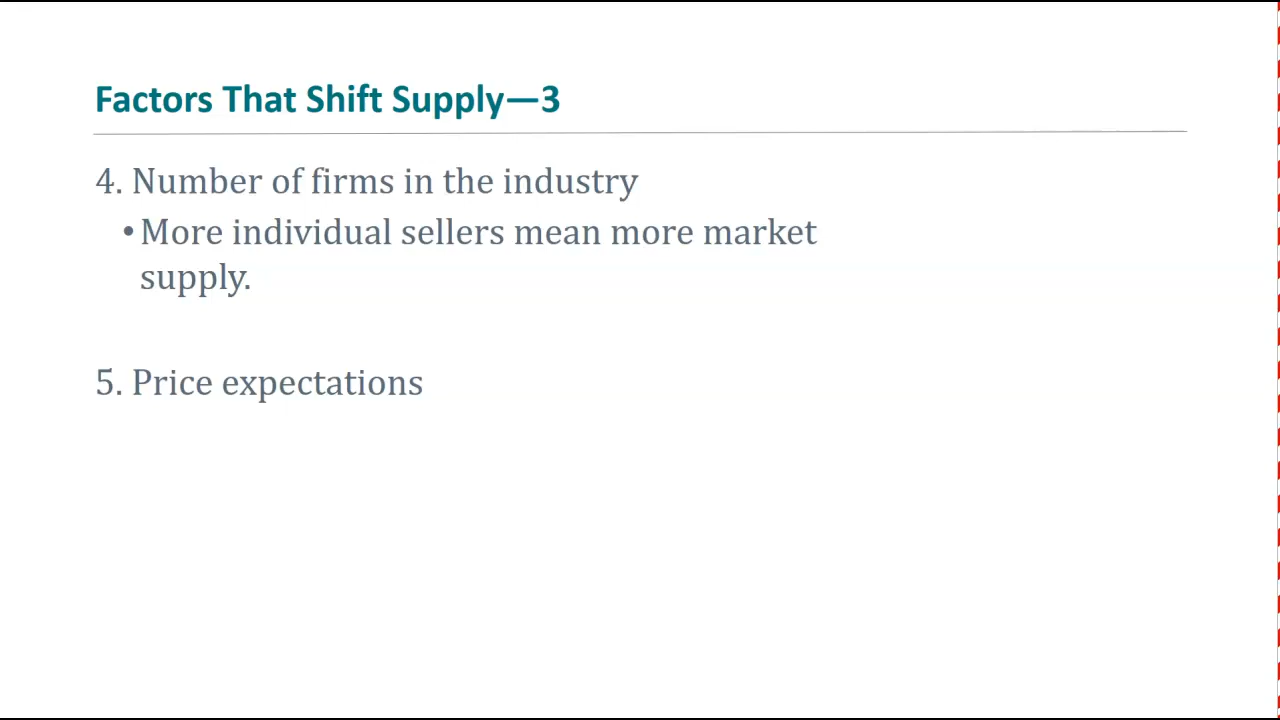 Factors That Shift Supply—3
4. Number of firms in the industry
• More individual sellers mean more market
supply.
5. Price expectations